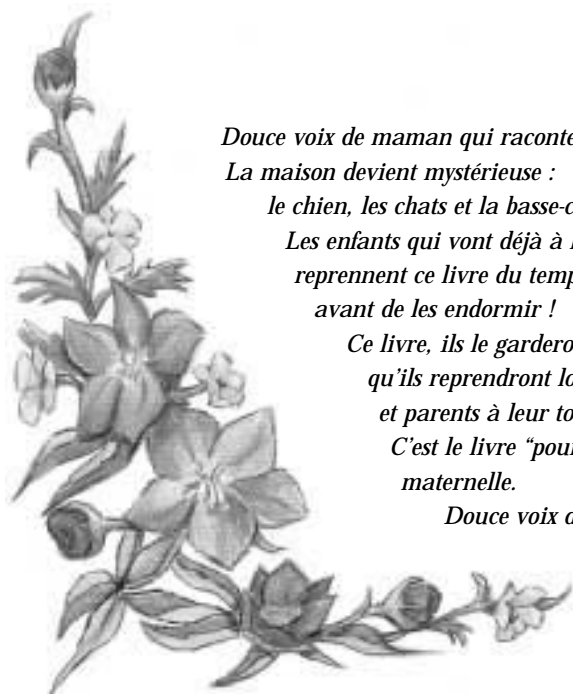 Douce voix de maman qui raconte
La maison devient mystérieuse :
le chien, les chats et la basse-c
Les enfants qui vont déjà à l
reprennent ce livre du temp
avant de les endormir !
Ce livre, ils le gardero
qu'ils reprendront lo
et parents à leur to
C'est le livre “pour
maternelle.
Douce voix d